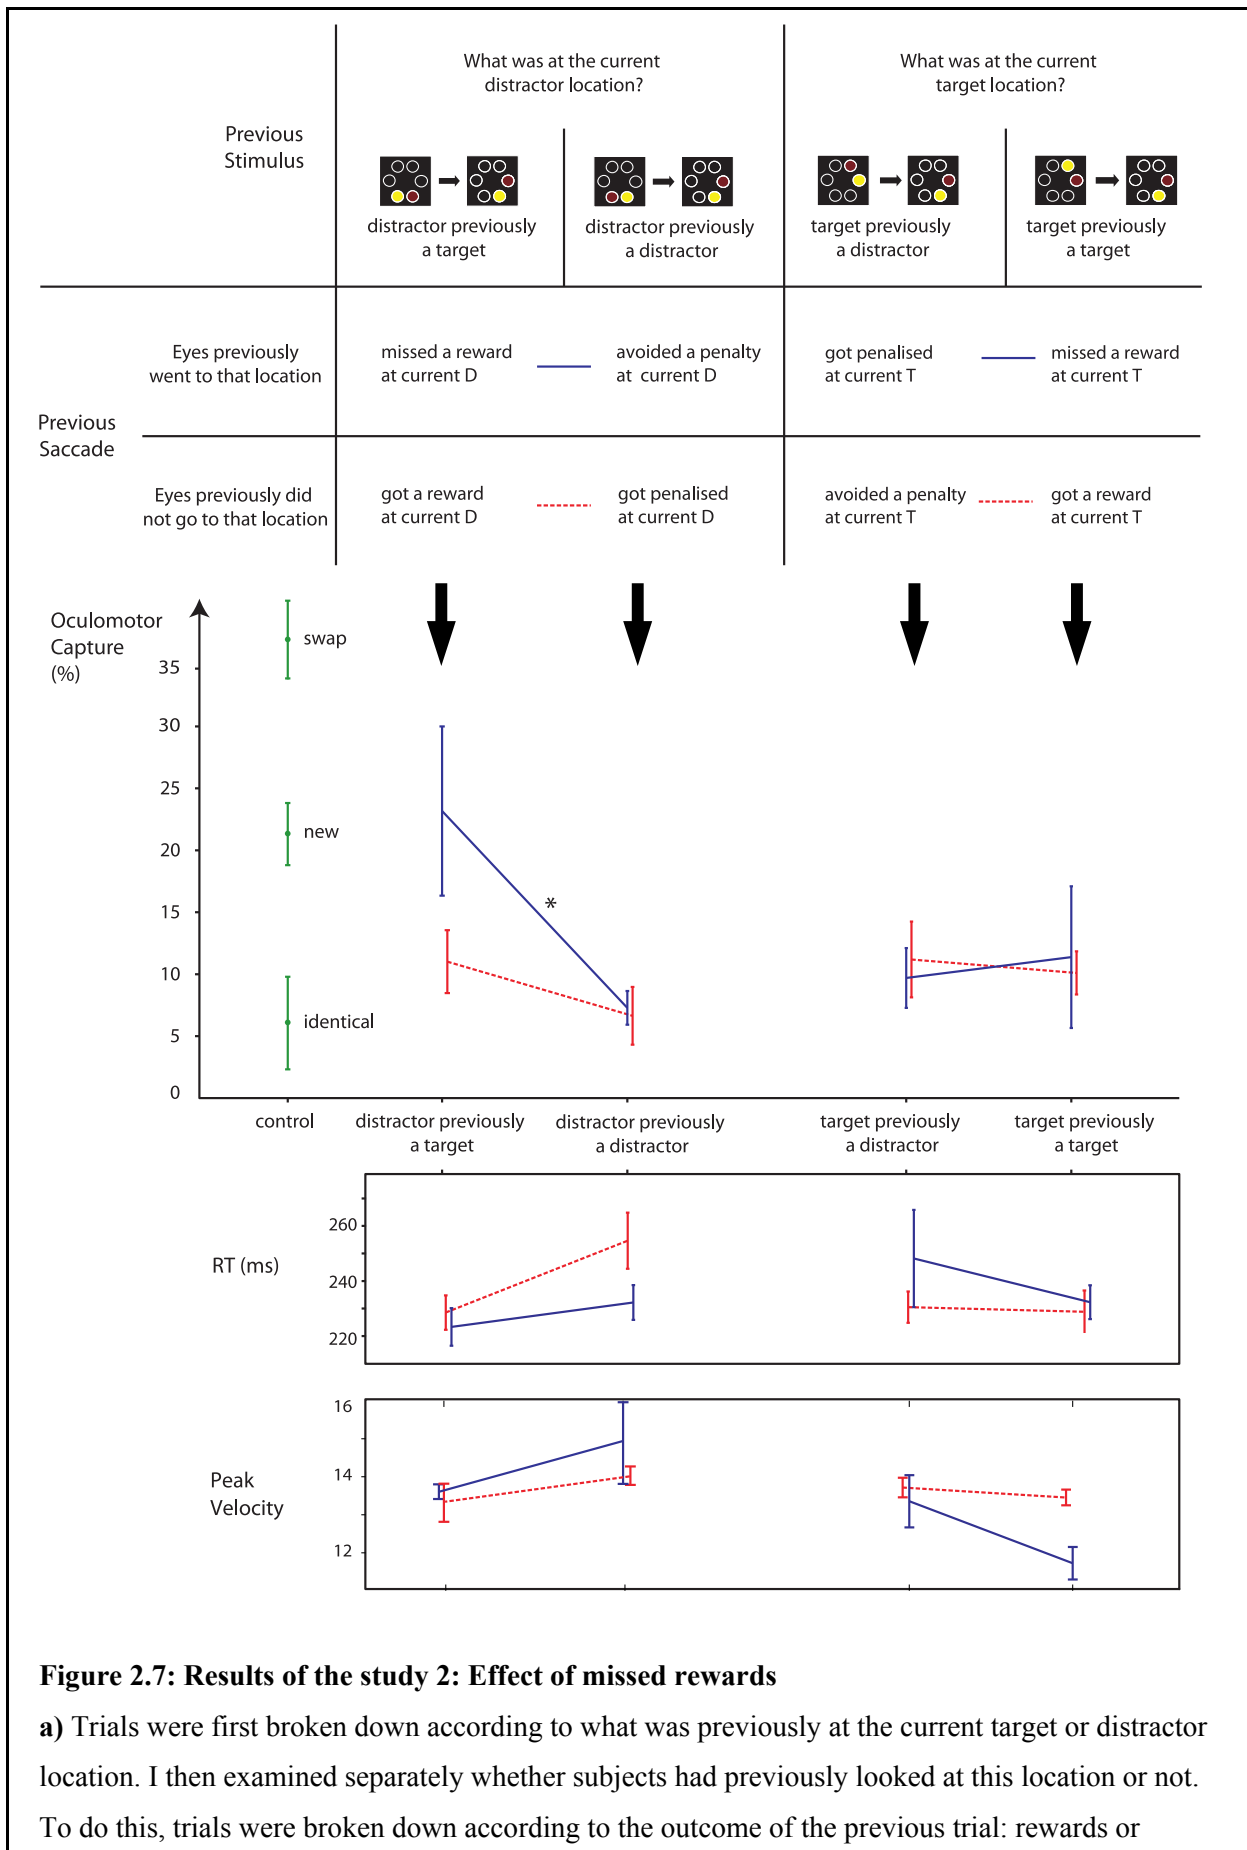 What was at the current
distractor location?
What was at the current
target location?
Previous
Stimulus
distractor previously
a target
distractor previously
a distractor
target previously
a distractor
target previously
a target
Eyes previously
went to that location
missed a reward
at current D
avoided a penalty
at current D
got penalised
at current T
missed a reward
at current T
Previous
Saccade
Eyes previously did
not go to that location
got a reward
at current D
got penalised
at current D
avoided a penalty
at current T
got a reward
at current T
Oculomotor
Capture
(%)
35
30
25
20
15
10
5
0
swap
new
identical
*
control
distractor previously
a target
distractor previously
a distractor
target previously
a distractor
target previously
a target
RT (ms)
260
240
220
Peak
Velocity
16
14
12
Figure 2.7: Results of the study 2: Effect of missed rewards
a) Trials were first broken down according to what was previously at the current target or distractor
location. I then examined separately whether subjects had previously looked at this location or not.
To do this, trials were broken down according to the outcome of the previous trial: rewards or